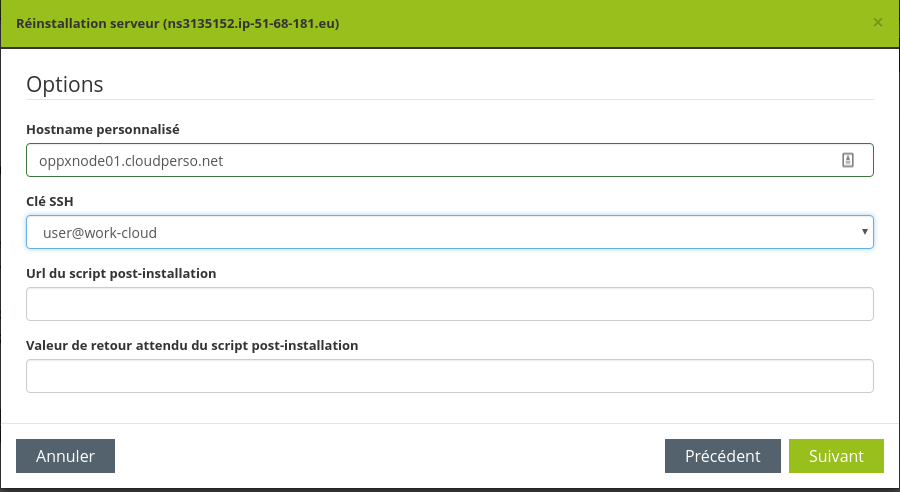 Réinstallation serveur (ns3135152.ip-51-68-181.eu)
×
Options
Hostname personnalisé
oppxnode01.cloudperso.net
Clé SSH
user@work-cloud
Url du script post-installation
Valeur de retour attendu du script post-installation
Annuler
Précédent
Suivant